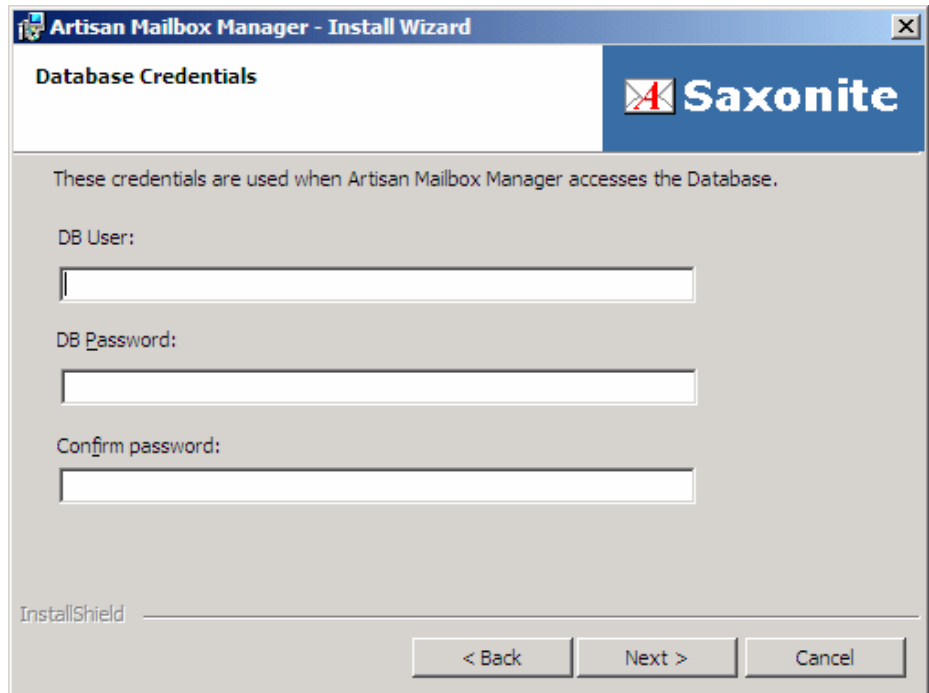 Artisan Mailbox Manager - Install Wizard
Database Credentials
A Saxonite
These credentials are used when Artisan Mailbox Manager accesses the Database.
DB User:
DB Password:
Confirm password:
InstallShield
< Back
Next >
Cancel